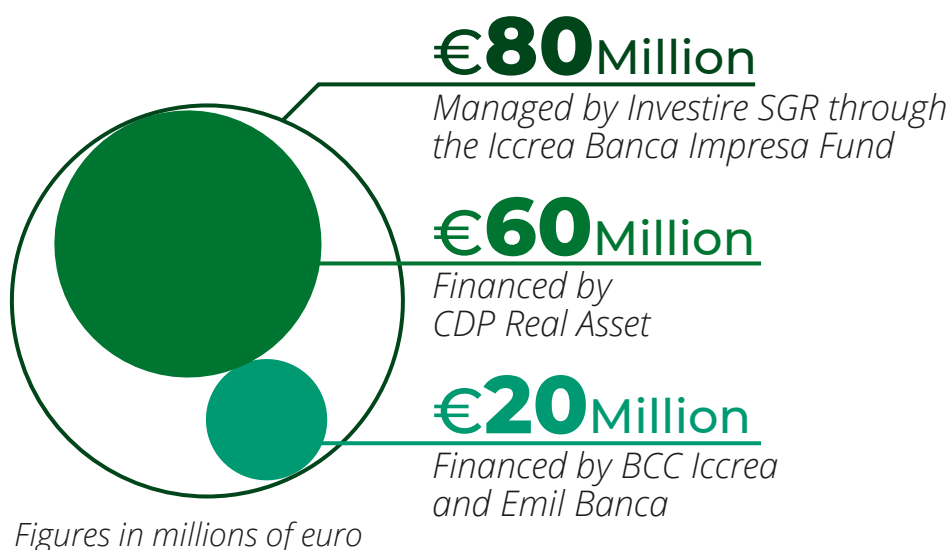 €80Million
Managed by Investire SGR through
the Iccrea Banca Impresa Fund
€60Million
Financed by
CDP Real Asset
€20Million
Financed by BCC Iccrea
and Emil Banca
Figures in millions of euro